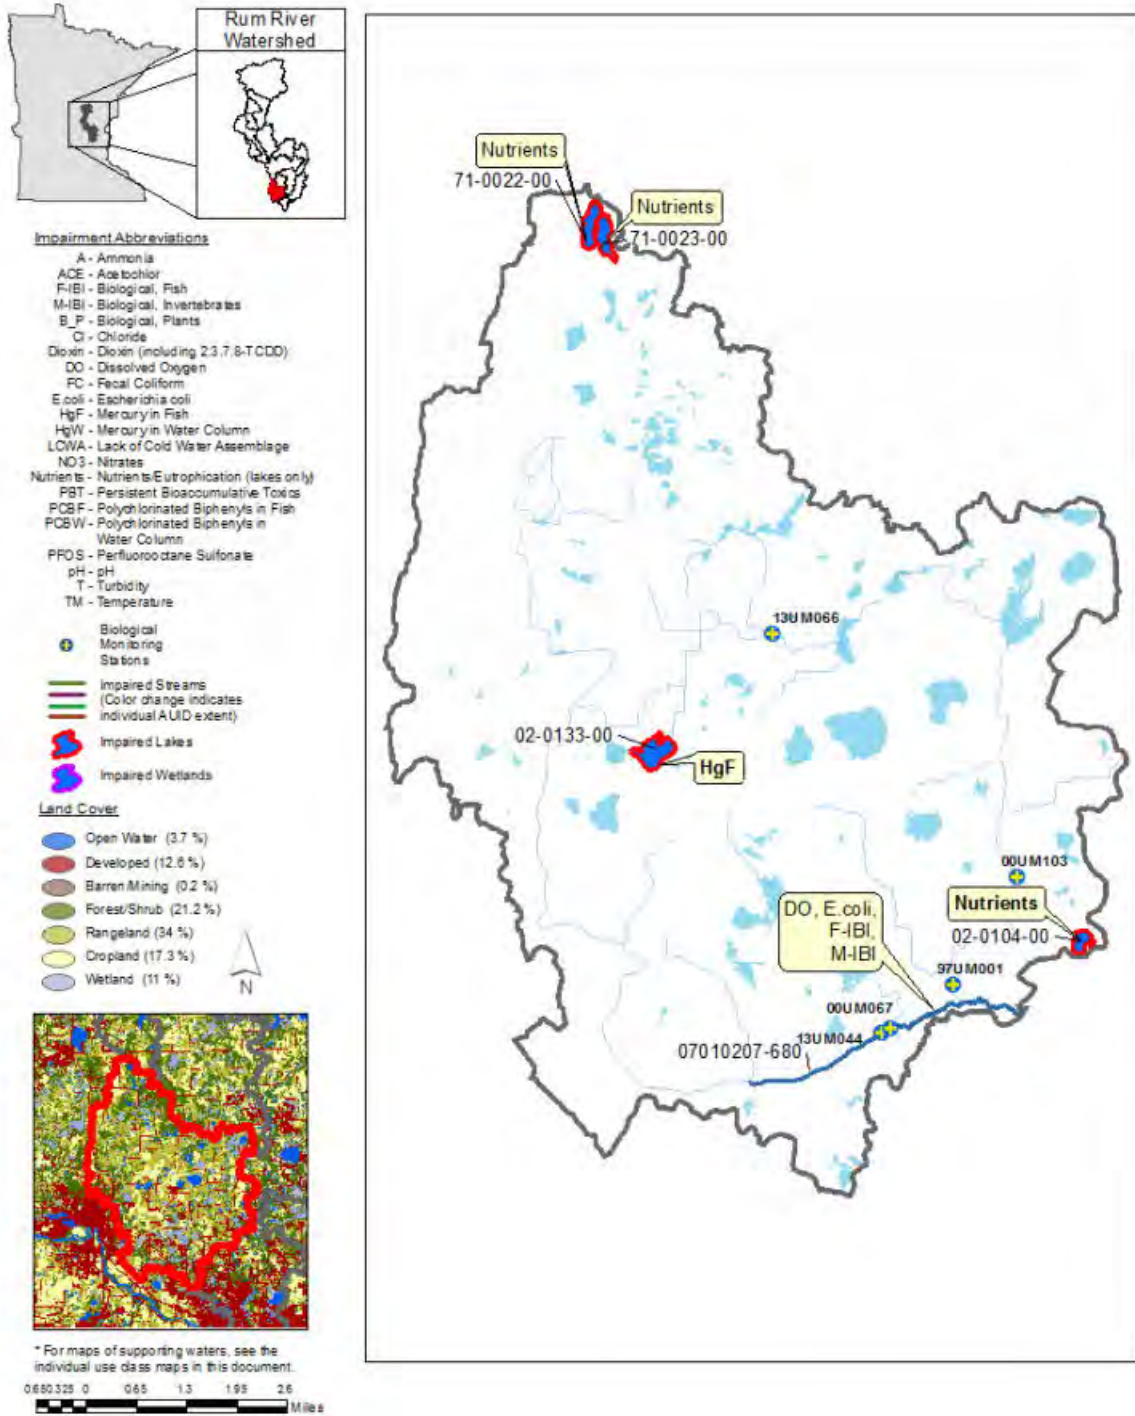 Rum River
Watershed
Impairment Abbreviations
A - Ammonia
ACE - Acetochlor
F-IBI - Biological, Fish
M-IBI - Biological, Invertebrates
B_P - Biological, Plants
Cl - Chloride
Dioxin - Dioxin (including 2,3,7,8-TCDD)
DO - Dissolved Oxygen
FC - Fecal Coliform
E.coli - Escherichia coli
HgF - Mercury in Fish
HgW - Mercury in Water Column
LCWA - Lack of Cold Water Assemblage
NO3 - Nitrates
Nutrients - Nutrients/Eutrophication (lakes only)
PBT - Persistent Bioaccumulative Toxics
PCBF - Polychlorinated Biphenyls in Fish
PCBW - Polychlorinated Biphenyls in
Water Column
PFOS - Perfluorooctane Sulfonate
pH - pH
T - Turbidity
TM - Temperature
Biological
Monitoring
Stations
Impaired Streams
(Color change indicates
individual AUID extent)
Impaired Lakes
Impaired Wetlands
Land Cover
Open Water (3.7 %)
Developed (12.6 %)
Barren/Mining (0.2 %)
Forest/Shrub (21.2 %)
Rangeland (34 %)
Cropland (17.3 %)
Wetland (11 %)
N
* For maps of supporting waters, see the
individual use class maps in this document.
0.65 0.325 0 0.65 1.3 1.95 2.6
Miles
Nutrients
71-0022-00
Nutrients
71-0023-00
13UM066
02-0133-00
HgF
00UM103
DO, E.coli,
F-IBI,
M-IBI
Nutrients
02-0104-00
97UM001
00UM067
13UM044
07010207-680